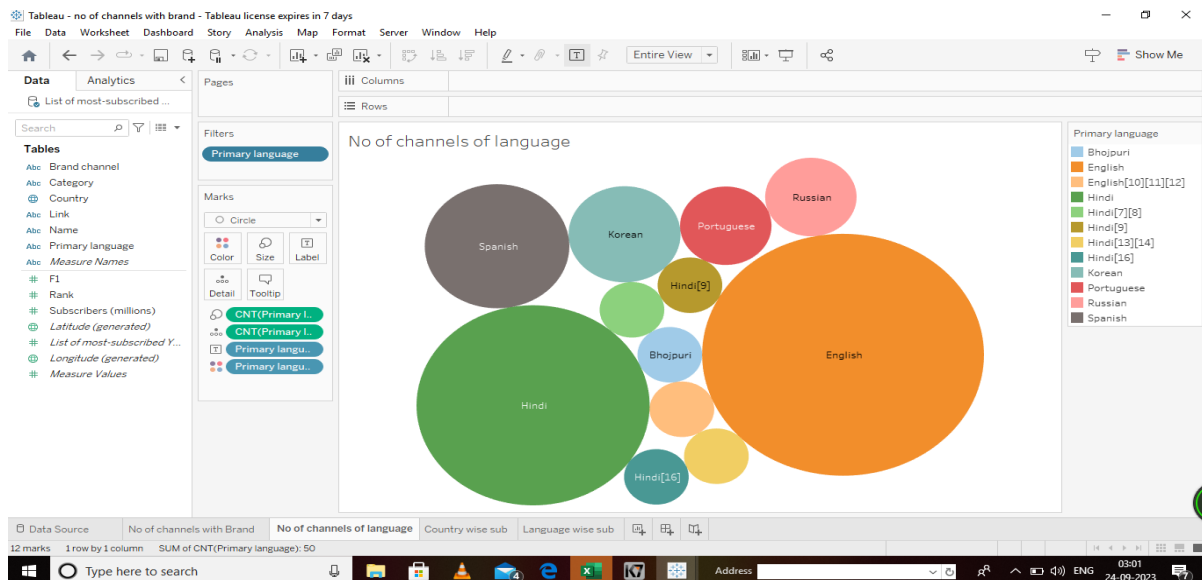 Tableau - no of channels with brand - Tableau license expires in 7 days
File Data Worksheet Dashboard Story Analysis Map Format Server Window Help
Entire View
Show Me
Data Analytics
List of most-subscribed ...
Search
Tables
Abc Brand channel
Abc Category
Country
Abc Link
Abc Name
Abc Primary language
Abc Measure Names
# F1
# Rank
# Subscribers (millions)
Latitude (generated)
# List of most-subscribed Y...
Longitude (generated)
# Measure Values
Pages
Filters
Primary language
Marks
Circle
Color Size Label
Detail Tooltip
CNT(Primary l..
CNT(Primary l..
Primary langu..
Primary langu..
Columns
Rows
No of channels of language
Russian
Portuguese
Korean
Spanish
Hindi[9]
Bhojpuri
English
Hindi
Hindi[16]
Primary language
Bhojpuri
English
English[10][11][12]
Hindi
Hindi[7][8]
Hindi[9]
Hindi[13][14]
Hindi[16]
Korean
Portuguese
Russian
Spanish
Data Source No of channels with Brand No of channels of language Country wise sub Language wise sub
12 marks 1 row by 1 column SUM of CNT(Primary language): 50
Type here to search
4
Address
ENG
03:01
24-09-2023